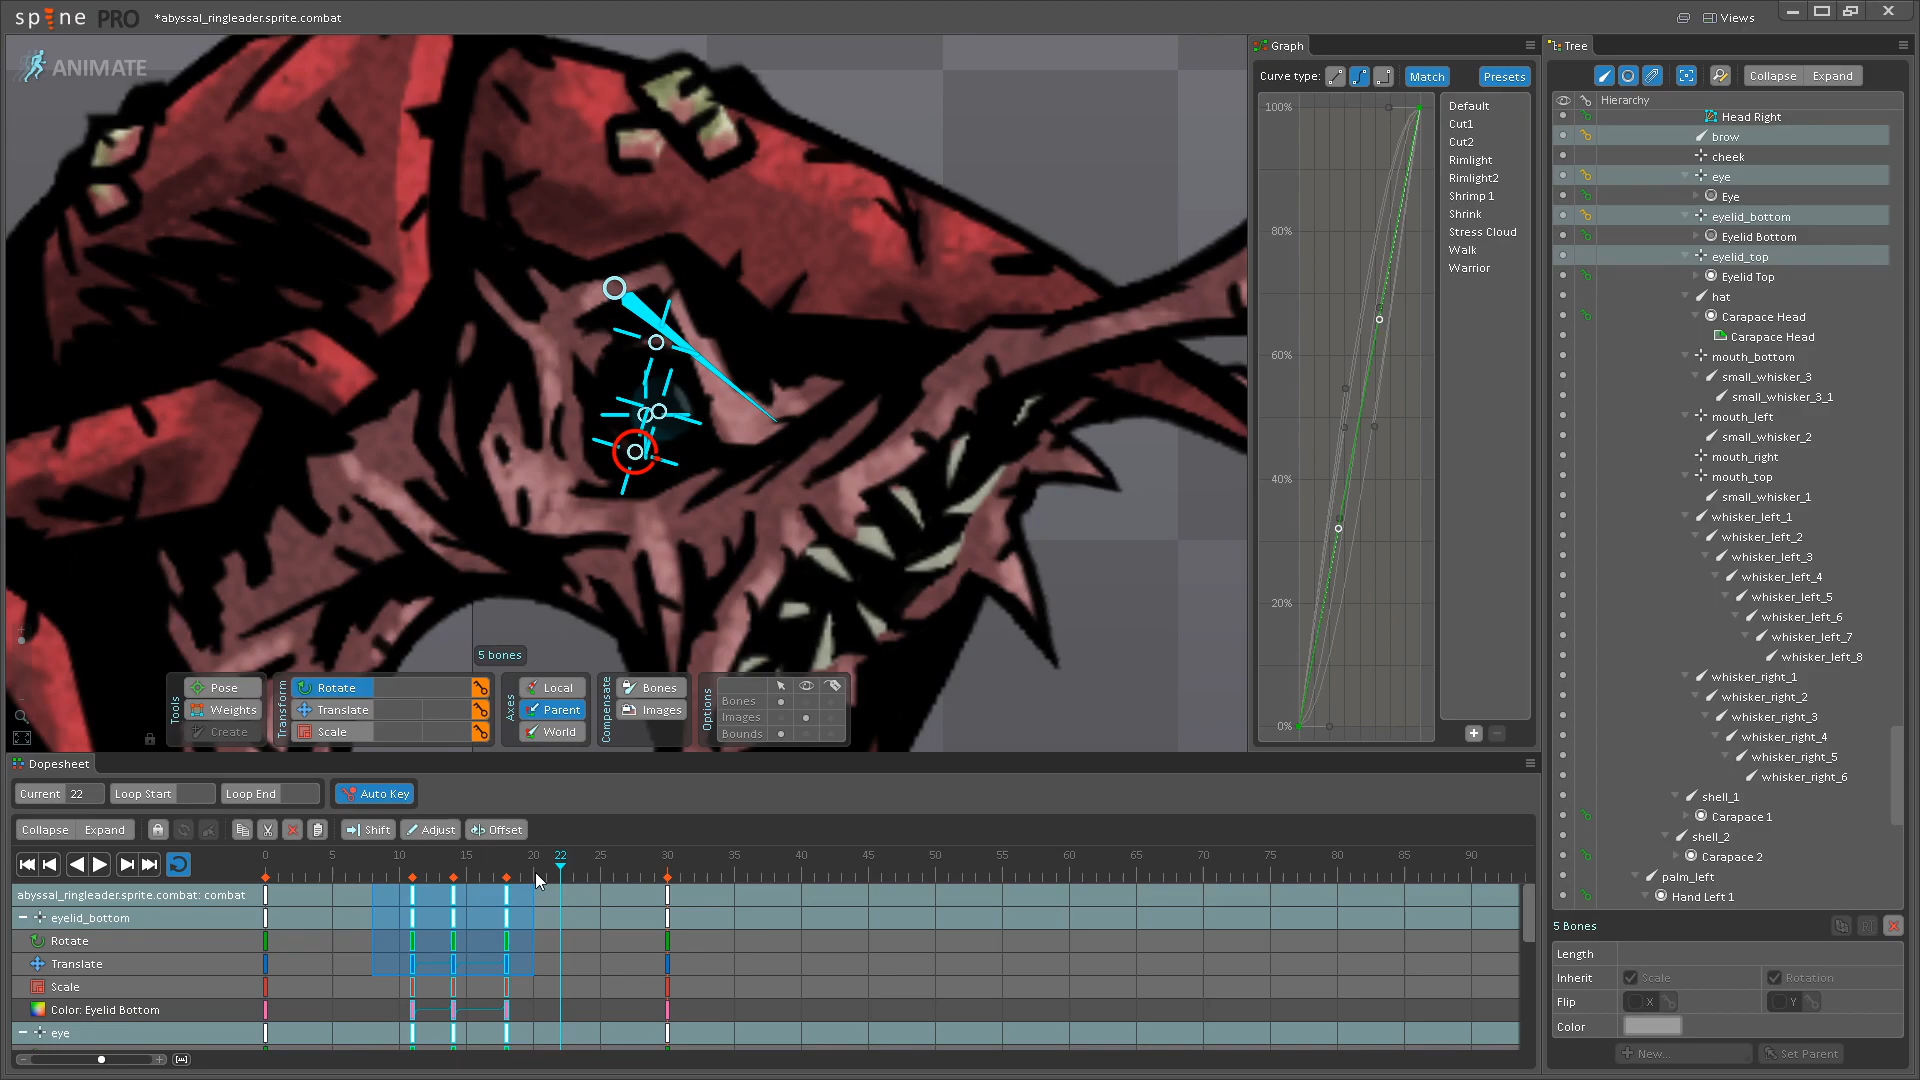 spine PRO *abyssal_ringleader.sprite.combat
Views
ANIMATE
Graph
Curve type: Match Presets
100%
80%
60%
40%
20%
0%
Default
Cut1
Cut2
Rimlight
Rimlight2
Shrimp 1
Shrink
Stress Cloud
Walk
Warrior
Tree
Collapse Expand
Hierarchy
Head Right
brow
cheek
eye
Eye
eyelid_bottom
Eyelid Bottom
eyelid_top
Eyelid Top
hat
Carapace Head
Carapace Head
mouth_bottom
small_whisker_3
small_whisker_3_1
mouth_left
small_whisker_2
mouth_right
mouth_top
small_whisker_1
whisker_left_1
whisker_left_2
whisker_left_3
whisker_left_4
whisker_left_5
whisker_left_6
whisker_left_7
whisker_left_8
whisker_right_1
whisker_right_2
whisker_right_3
whisker_right_4
whisker_right_5
whisker_right_6
shell_1
Carapace 1
shell_2
Carapace 2
palm_left
Hand Left 1
5 Bones
Length
Inherit Scale Rotation
Flip X Y
Color
New... Set Parent
5 bones
Tools
Pose
Weights
Create
Transform
Rotate
Translate
Scale
Axes
Local
Parent
World
Compensate
Bones
Images
Options
Bones
Images
Bounds
Dopesheet
Current 22 Loop Start Loop End Auto Key
Collapse Expand Shift Adjust Offset
0 5 10 15 20 22 25 30 35 40 45 50 55 60 65 70 75 80 85 90
abyssal_ringleader.sprite.combat: combat
eyelid_bottom
Rotate
Translate
Scale
Color: Eyelid Bottom
eye